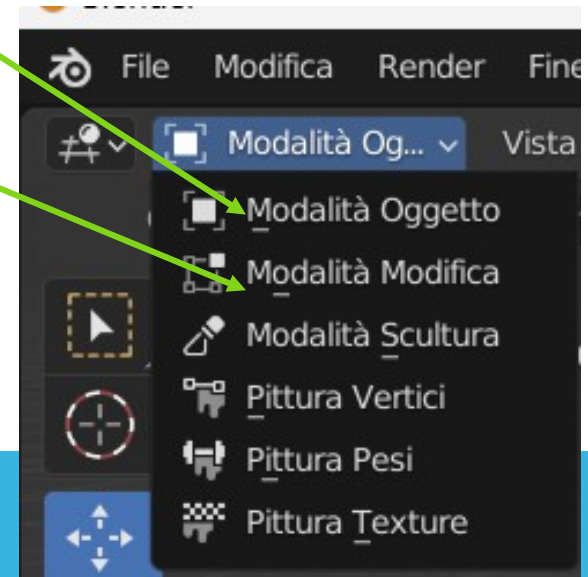 File Modifica Render Fine
Modalità Og... Vista
Modalità Oggetto
Modalità Modifica
Modalità Scultura
Pittura Vertici
Pittura Pesi
Pittura Texture